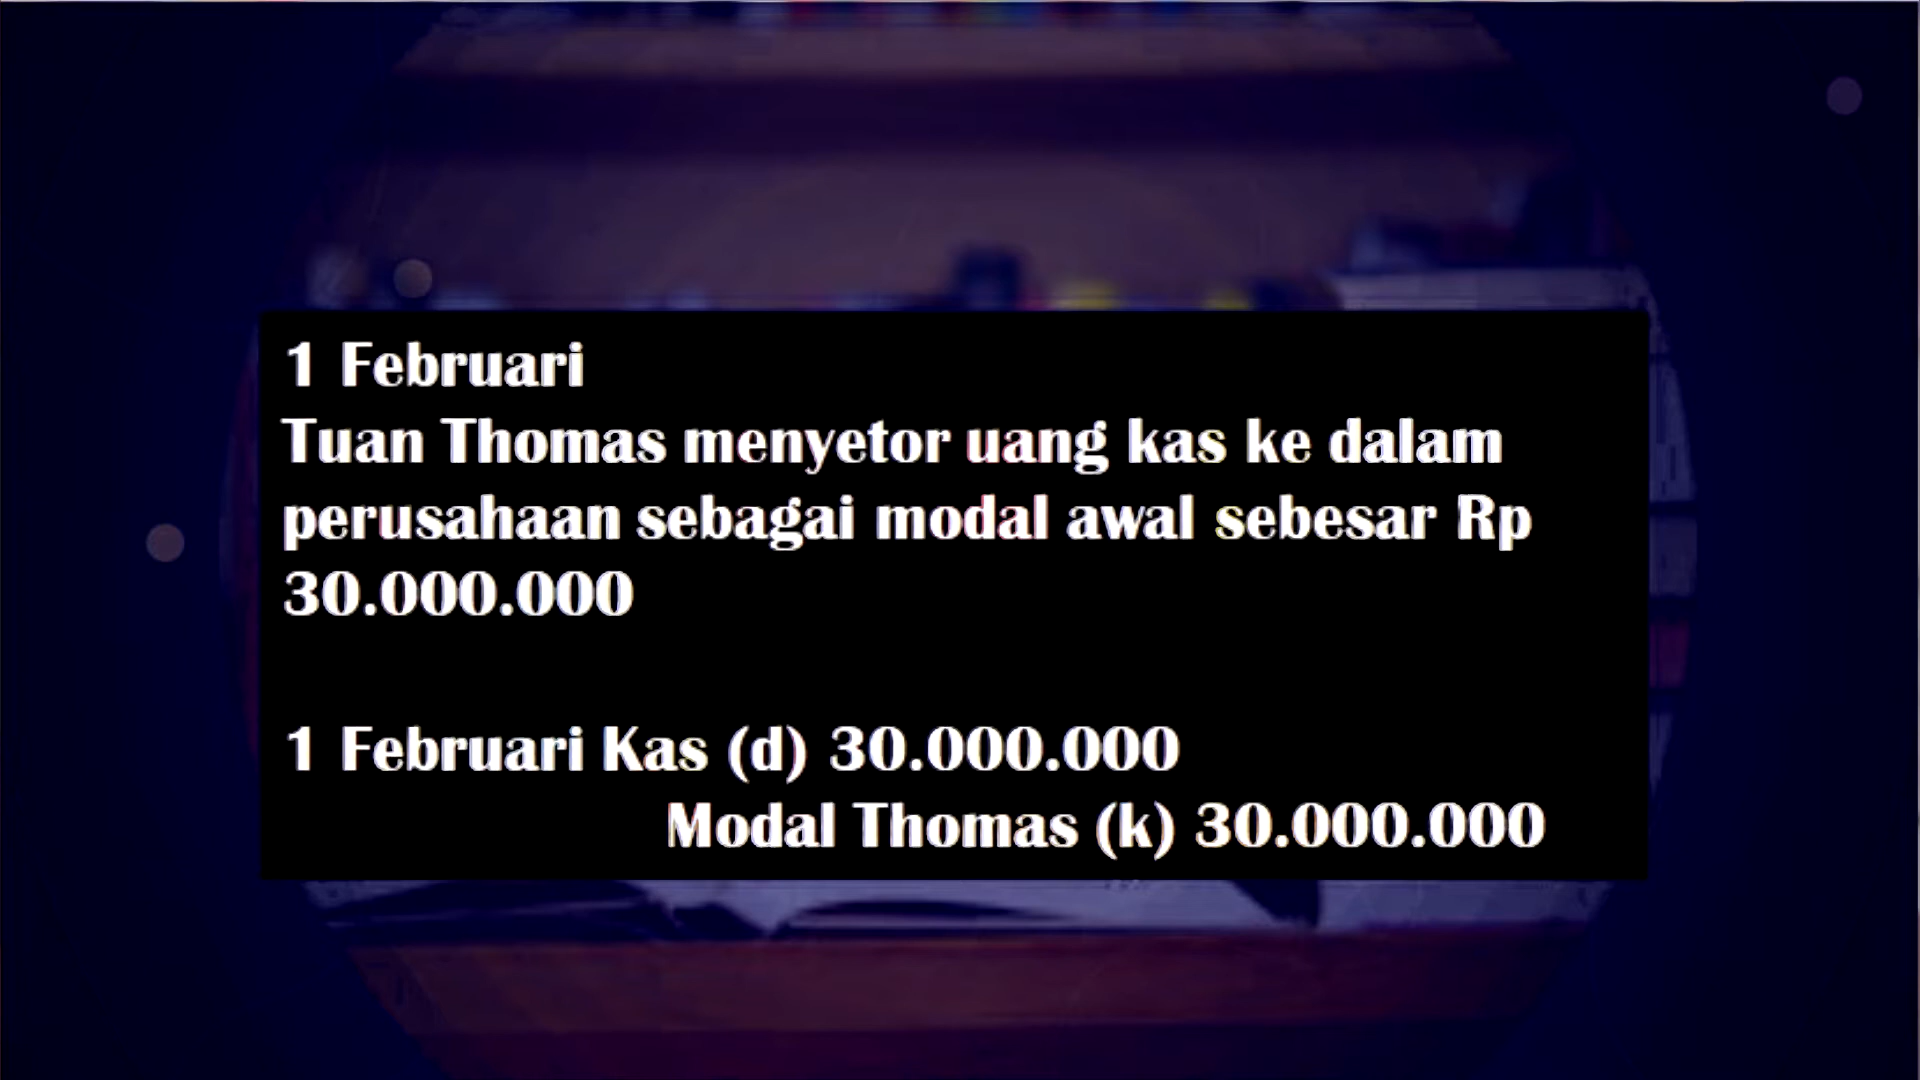 1 Februari
Tuan Thomas menyetor uang kas ke dalam
perusahaan sebagai modal awal sebesar Rp
30.000.000
1 Februari Kas (d) 30.000.000
Modal Thomas (k) 30.000.000